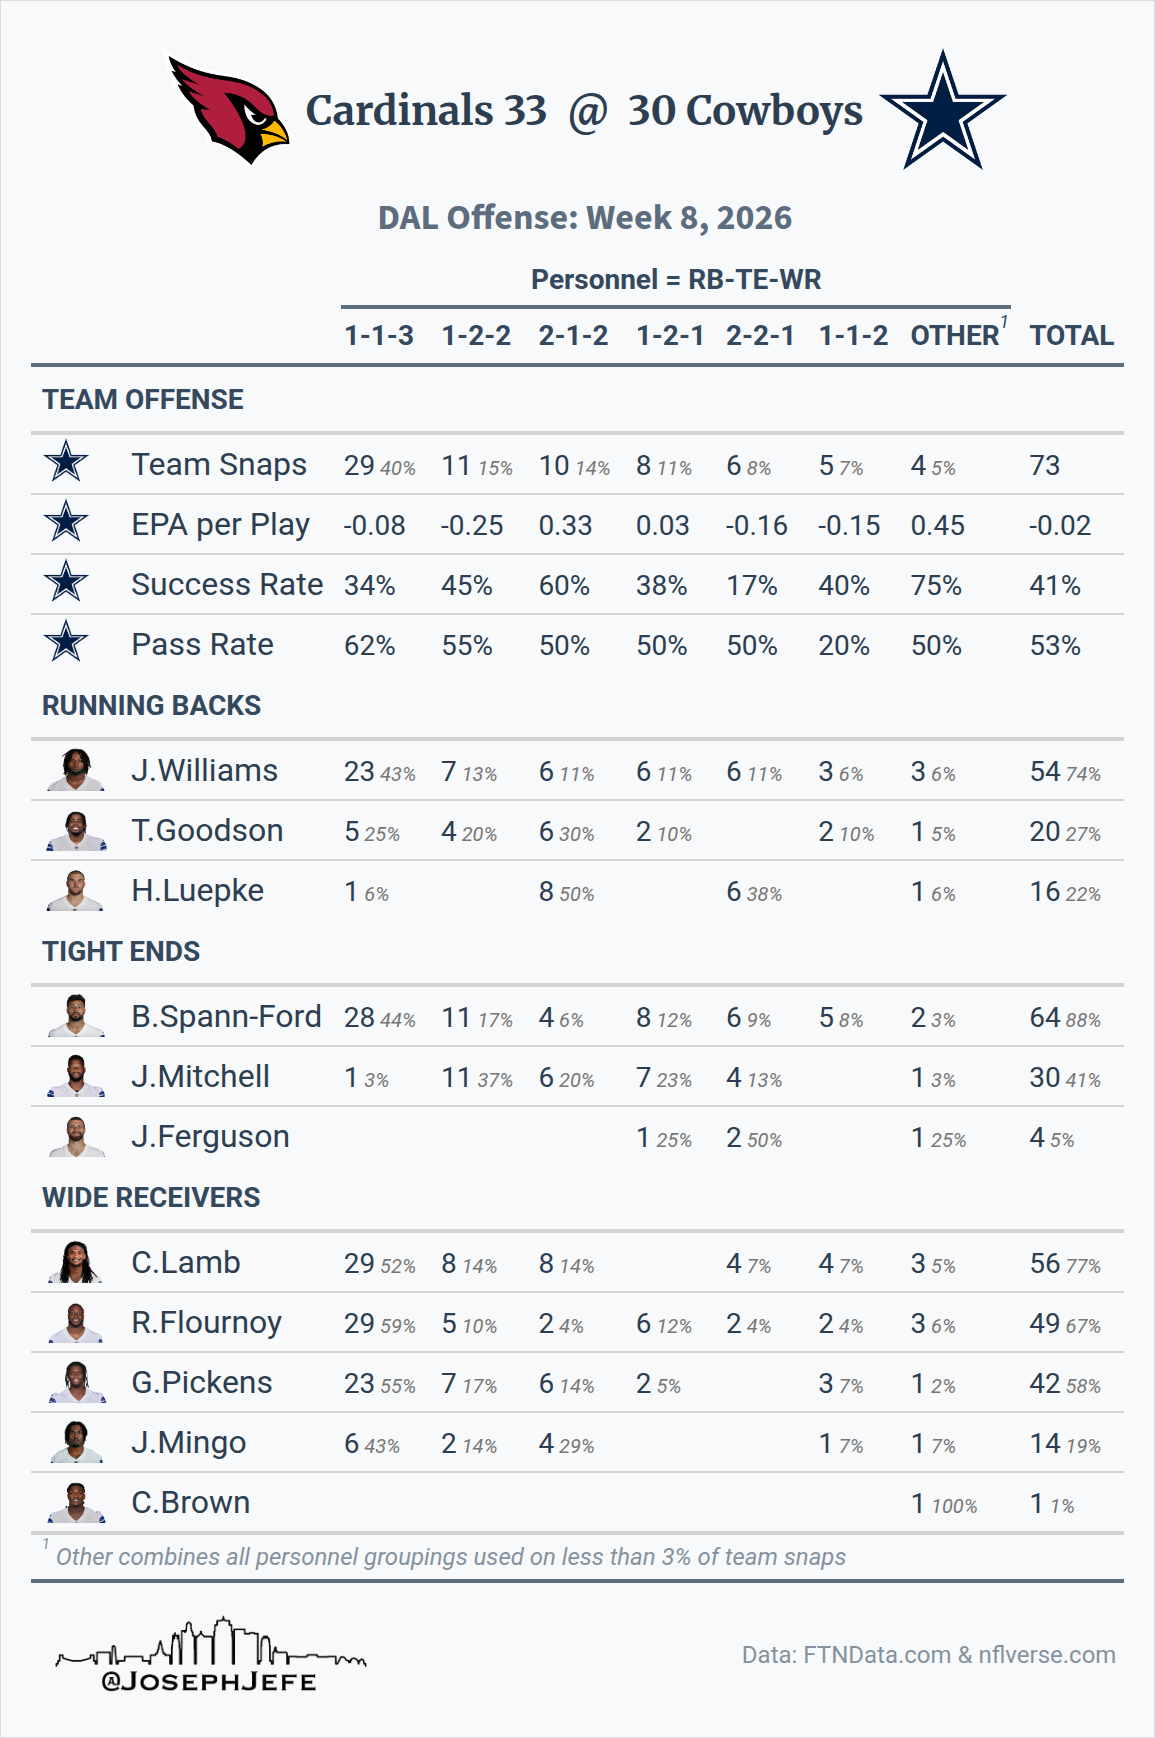 Cardinals 33 @ 30 Cowboys
DAL Offense: Week 8, 2026
Personnel = RB-TE-WR
1-1-3 1-2-2 2-1-2 1-2-1 2-2-1 1-1-2 OTHER1 TOTAL
TEAM OFFENSE
Team Snaps 29 40% 11 15% 10 14% 8 11% 6 8% 5 7% 4 5% 73
EPA per Play -0.08 -0.25 0.33 0.03 -0.16 -0.15 0.45 -0.02
Success Rate 34% 45% 60% 38% 17% 40% 75% 41%
Pass Rate 62% 55% 50% 50% 50% 20% 50% 53%
RUNNING BACKS
J.Williams 23 43% 7 13% 6 11% 6 11% 6 11% 3 6% 3 6% 54 74%
T.Goodson 5 25% 4 20% 6 30% 2 10% 2 10% 1 5% 20 27%
H.Luepke 1 6% 8 50% 6 38% 1 6% 16 22%
TIGHT ENDS
B.Spann-Ford 28 44% 11 17% 4 6% 8 12% 6 9% 5 8% 2 3% 64 88%
J.Mitchell 1 3% 11 37% 6 20% 7 23% 4 13% 1 3% 30 41%
J.Ferguson 1 25% 2 50% 1 25% 4 5%
WIDE RECEIVERS
C.Lamb 29 52% 8 14% 8 14% 4 7% 4 7% 3 5% 56 77%
R.Flournoy 29 59% 5 10% 2 4% 6 12% 2 4% 2 4% 3 6% 49 67%
G.Pickens 23 55% 7 17% 6 14% 2 5% 3 7% 1 2% 42 58%
J.Mingo 6 43% 2 14% 4 29% 1 7% 1 7% 14 19%
C.Brown 1 100% 1 1%
1 Other combines all personnel groupings used on less than 3% of team snaps
@JosephJefe
Data: FTNData.com & nflverse.com